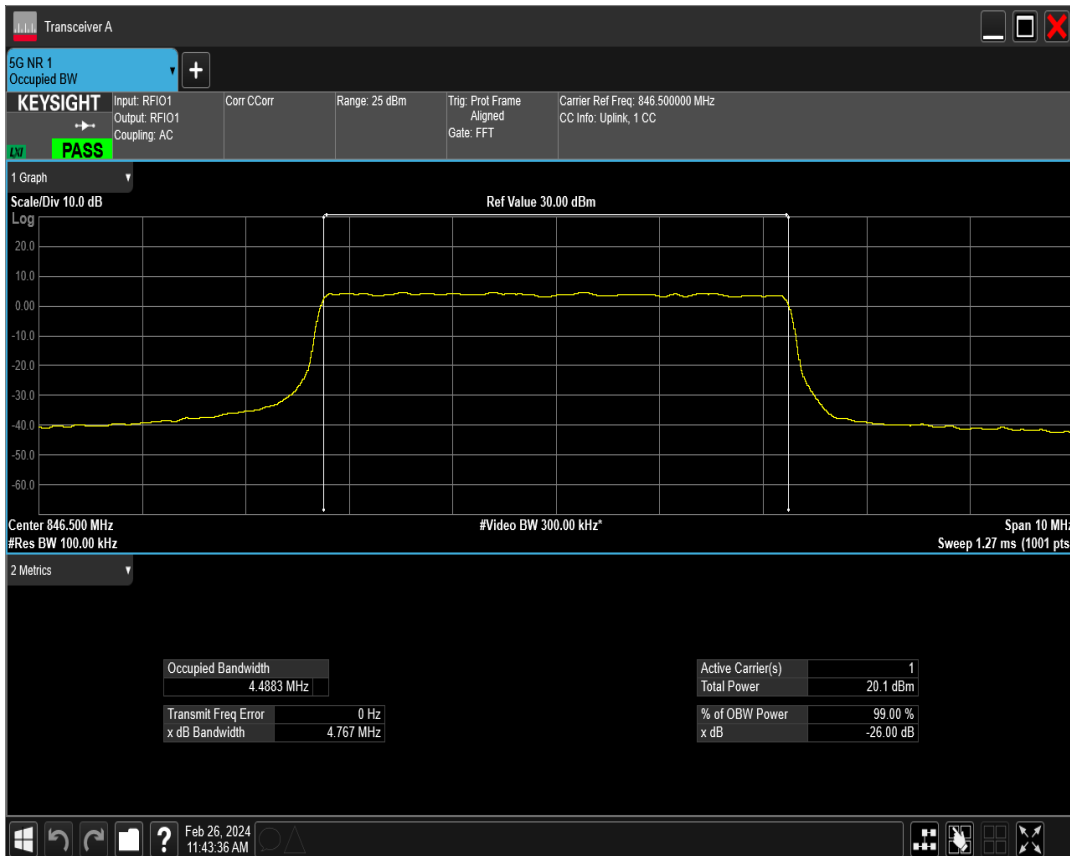 Transceiver A
5G NR 1
Occupied BW
+
KEYSIGHT
LXI
PASS
Input: RFIO1
Output: RFIO1
Coupling: AC
Corr CCorr
Range: 25 dBm
Trig: Prot Frame
Aligned
Gate: FFT
Carrier Ref Freq: 846.500000 MHz
CC Info: Uplink, 1 CC
1 Graph
Scale/Div 10.0 dB
Ref Value 30.00 dBm
Log
20.0
10.0
0.00
-10.0
-20.0
-30.0
-40.0
-50.0
-60.0
Center 846.500 MHz
#Video BW 300.00 kHz*
Span 10 MHz
#Res BW 100.00 kHz
Sweep 1.27 ms (1001 pts
2 Metrics
Occupied Bandwidth
4.4883 MHz
Transmit Freq Error 0 Hz
x dB Bandwidth 4.767 MHz
Active Carrier(s) 1
Total Power 20.1 dBm
% of OBW Power 99.00 %
x dB -26.00 dB
?
Feb 26, 2024
11:43:36 AM